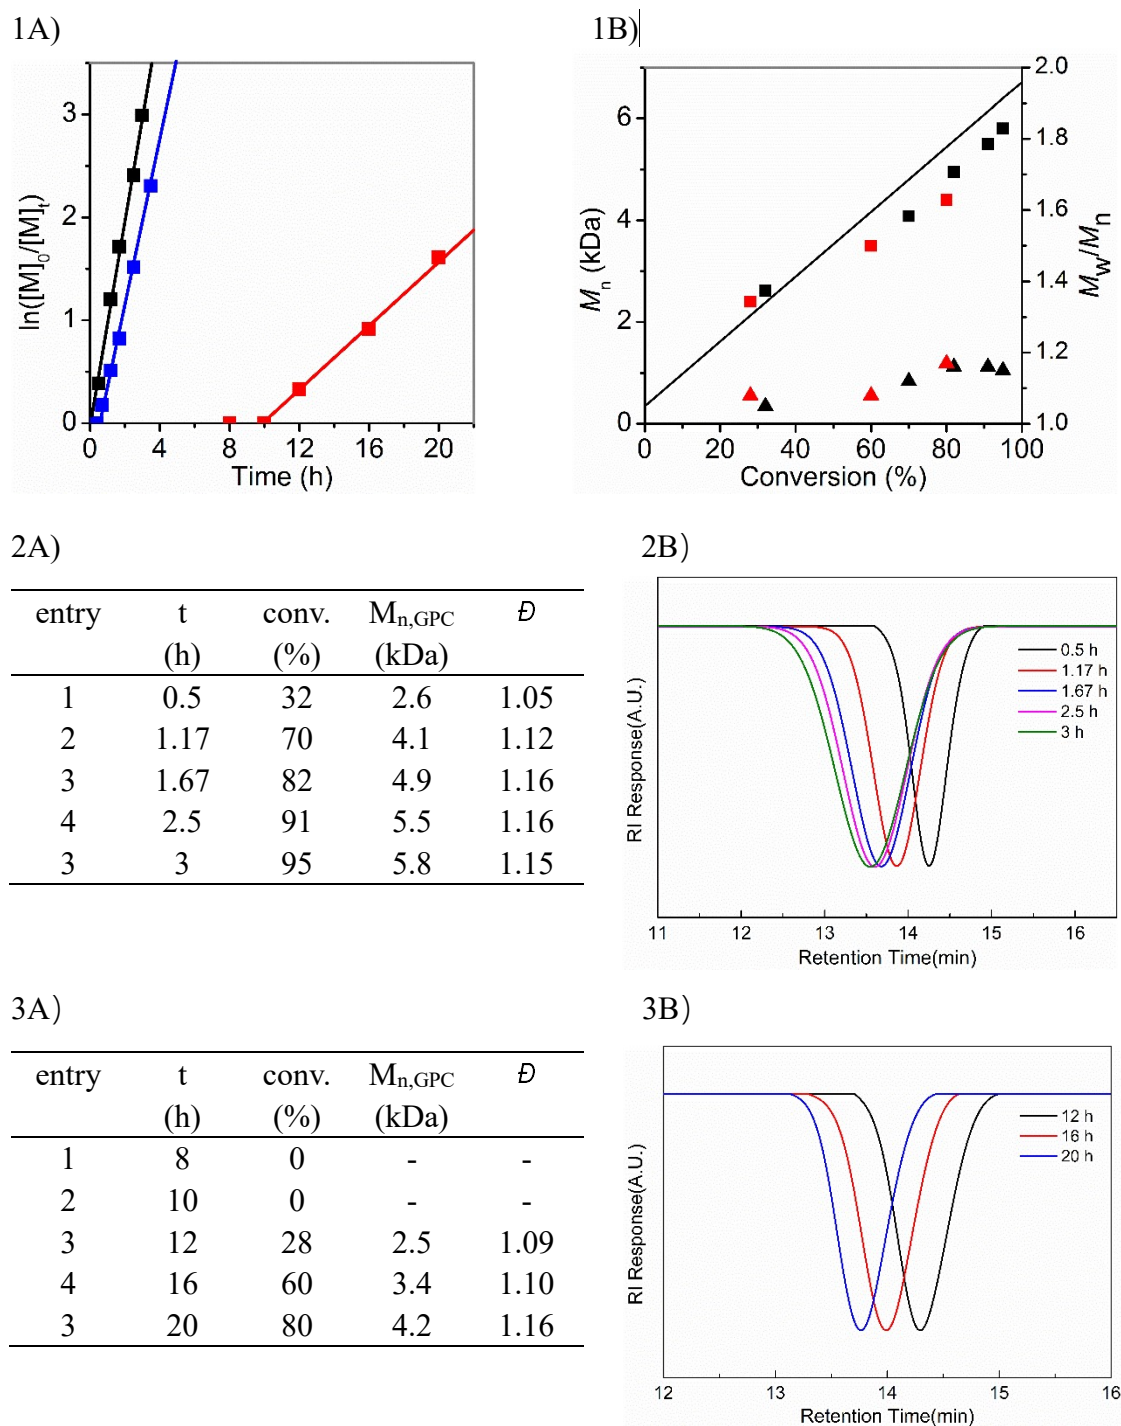 1A)
1B)
ln([M]0/[M]t)
3
2
1
0
0 4 8 12 16 20
Time (h)
Mn (kDa)
6
4
2
0
0 20 40 60 80 100
Conversion (%)
2.0
1.8
1.6
1.4
1.2
1.0
Mw/Mn
2A)
entry t conv. Mn,GPC Đ
(h) (%) (kDa)
1 0.5 32 2.6 1.05
2 1.17 70 4.1 1.12
3 1.67 82 4.9 1.16
4 2.5 91 5.5 1.16
3 3 95 5.8 1.15
2B)
RI Response(A.U.)
0.5 h
1.17 h
1.67 h
2.5 h
3 h
11 12 13 14 15 16
Retention Time(min)
3A)
entry t conv. Mn,GPC Đ
(h) (%) (kDa)
1 8 0 - -
2 10 0 - -
3 12 28 2.5 1.09
4 16 60 3.4 1.10
3 20 80 4.2 1.16
3B)
RI Response(A.U.)
12 h
16 h
20 h
12 13 14 15 16
Retention Time(min)